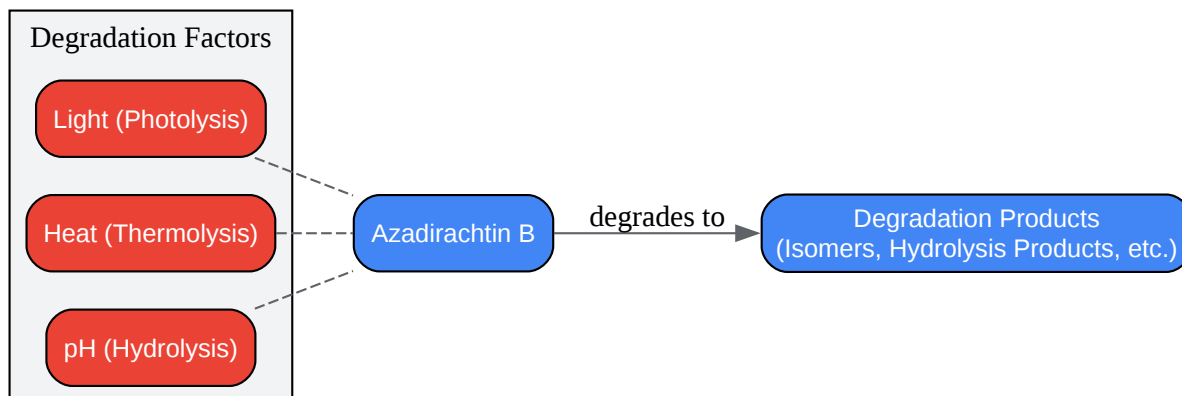 Degradation Factors
Light (Photolysis)
Heat (Thermolysis)
pH (Hydrolysis)
Azadirachtin B
degrades to
Degradation Products
(Isomers, Hydrolysis Products, etc.)